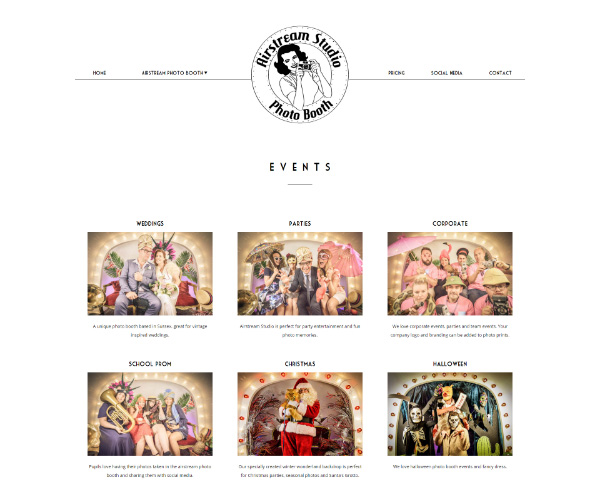 Airstream Studio
HOME
AIRSTREAM PHOTO BOOTH ▾
PRICING
SOCIAL MEDIA
CONTACT
Photo Booth
EVENTS
WEDDINGS
PARTIES
CORPORATE
A unique photo booth based in Sussex, great for vintage
inspired weddings.
Airstream Studio is perfect for party entertainment and fun
photo memories.
We love corporate events, parties and team events. Your
company logo and branding can be added to photo prints.
SCHOOL PROM
CHRISTMAS
HALLOWEEN
Pupils love having their photos taken in the airstream photo
booth and sharing them with social media.
Our specially created winter wonderland backdrop is perfect
for Christmas parties, seasonal photos and Santa's Grotto.
We love halloween photo booth events and fancy dress.